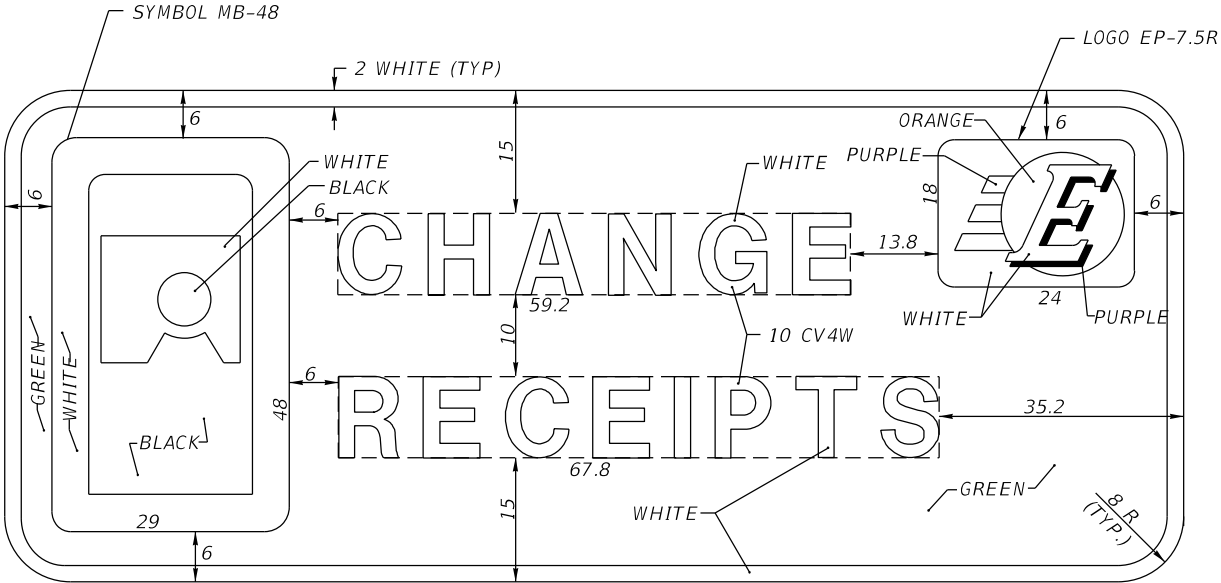 SYMBOL MB-48
LOGO EP-7.5R
2 WHITE (TYP)
6
6
ORANGE
PURPLE
15
WHITE
BLACK
WHITE
6
6
18
6
CHANGE
13.8
59.2
24
WHITE
PURPLE
10
10 CV4W
GREEN
WHITE
6
48
RECEIPTS
35.2
67.8
BLACK
GREEN
WHITE
15
8 R
(TYP.)
29
6
E